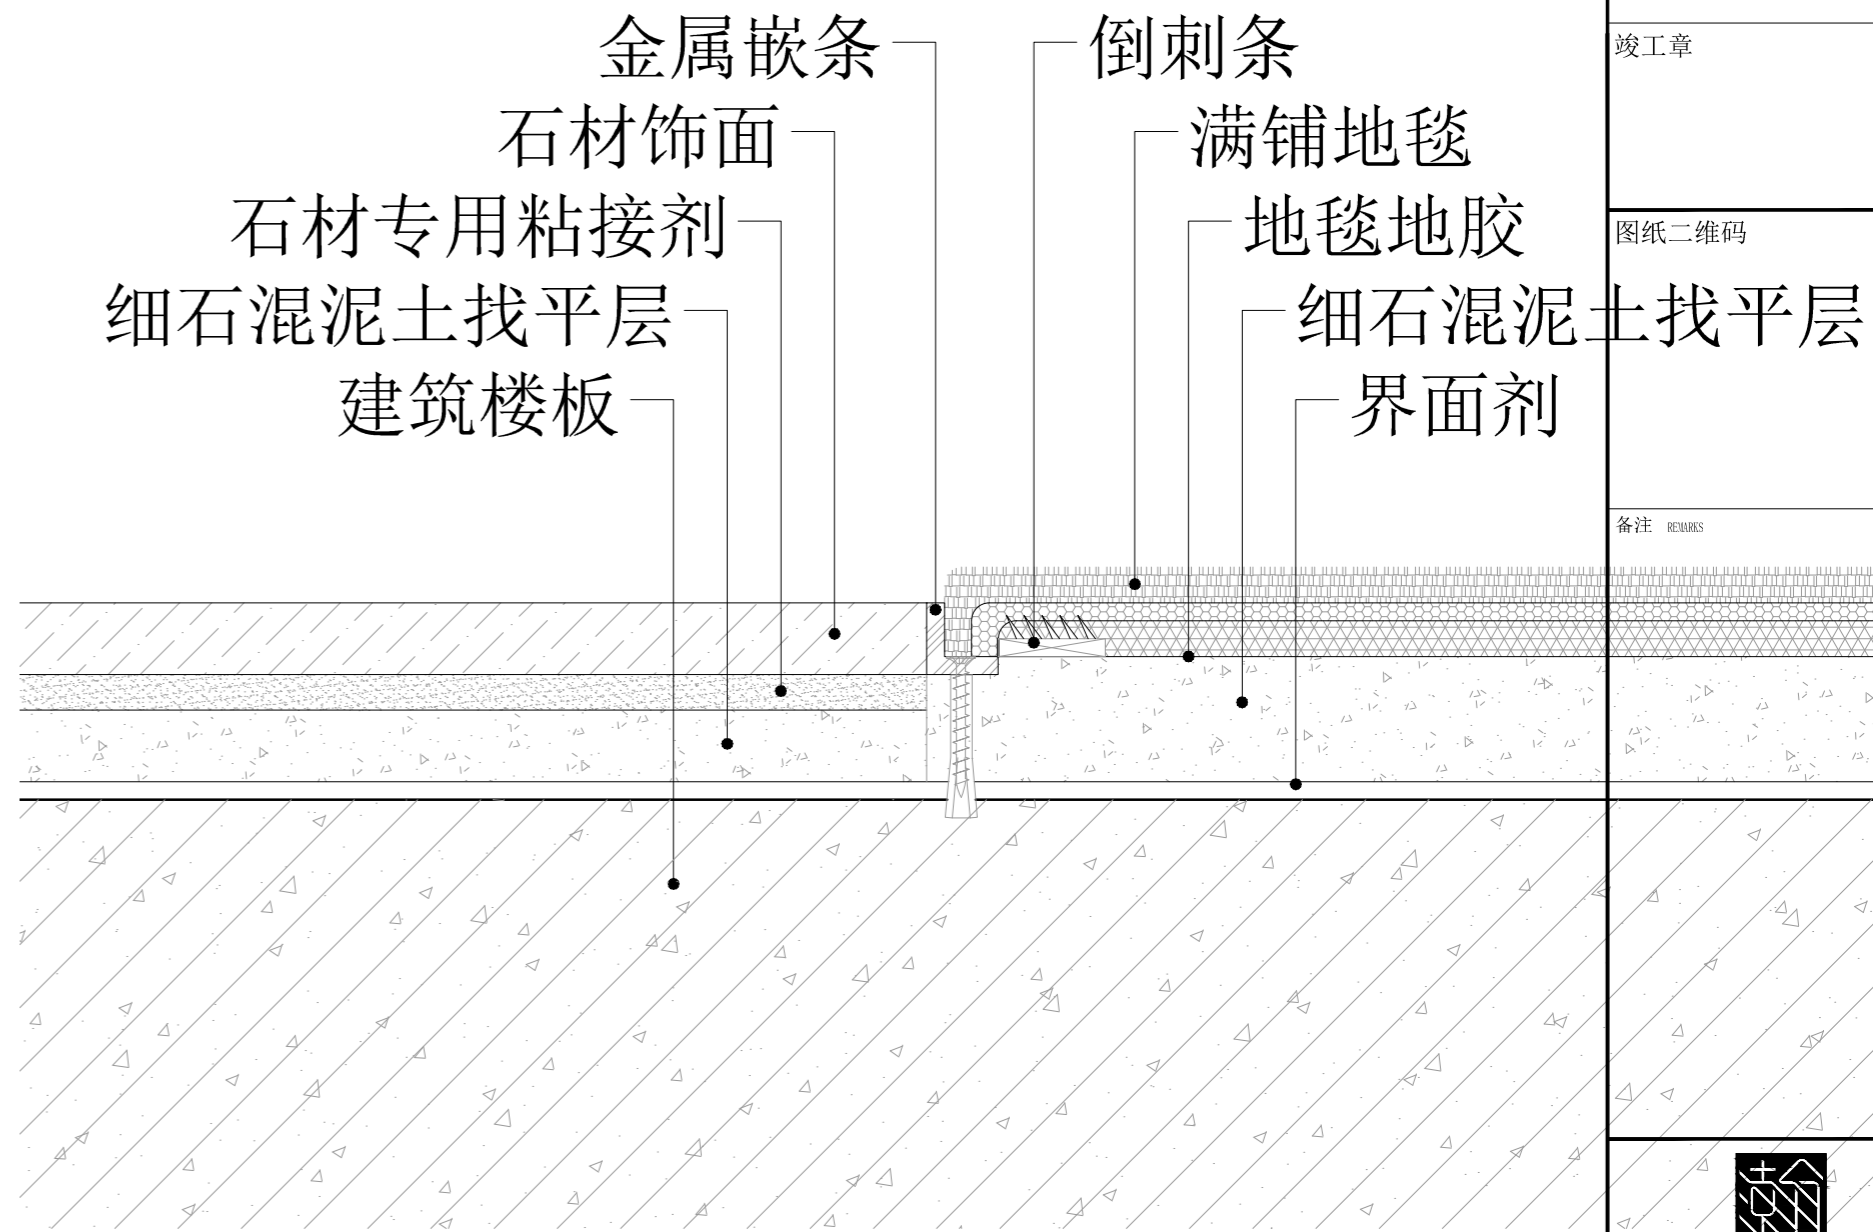 金属嵌条
石材饰面
石材专用粘接剂
细石混泥土找平层
建筑楼板
倒刺条
满铺地毯
地毯地胶
细石混泥土找平层
界面剂
竣工章
图纸二维码
备注 REMARKS